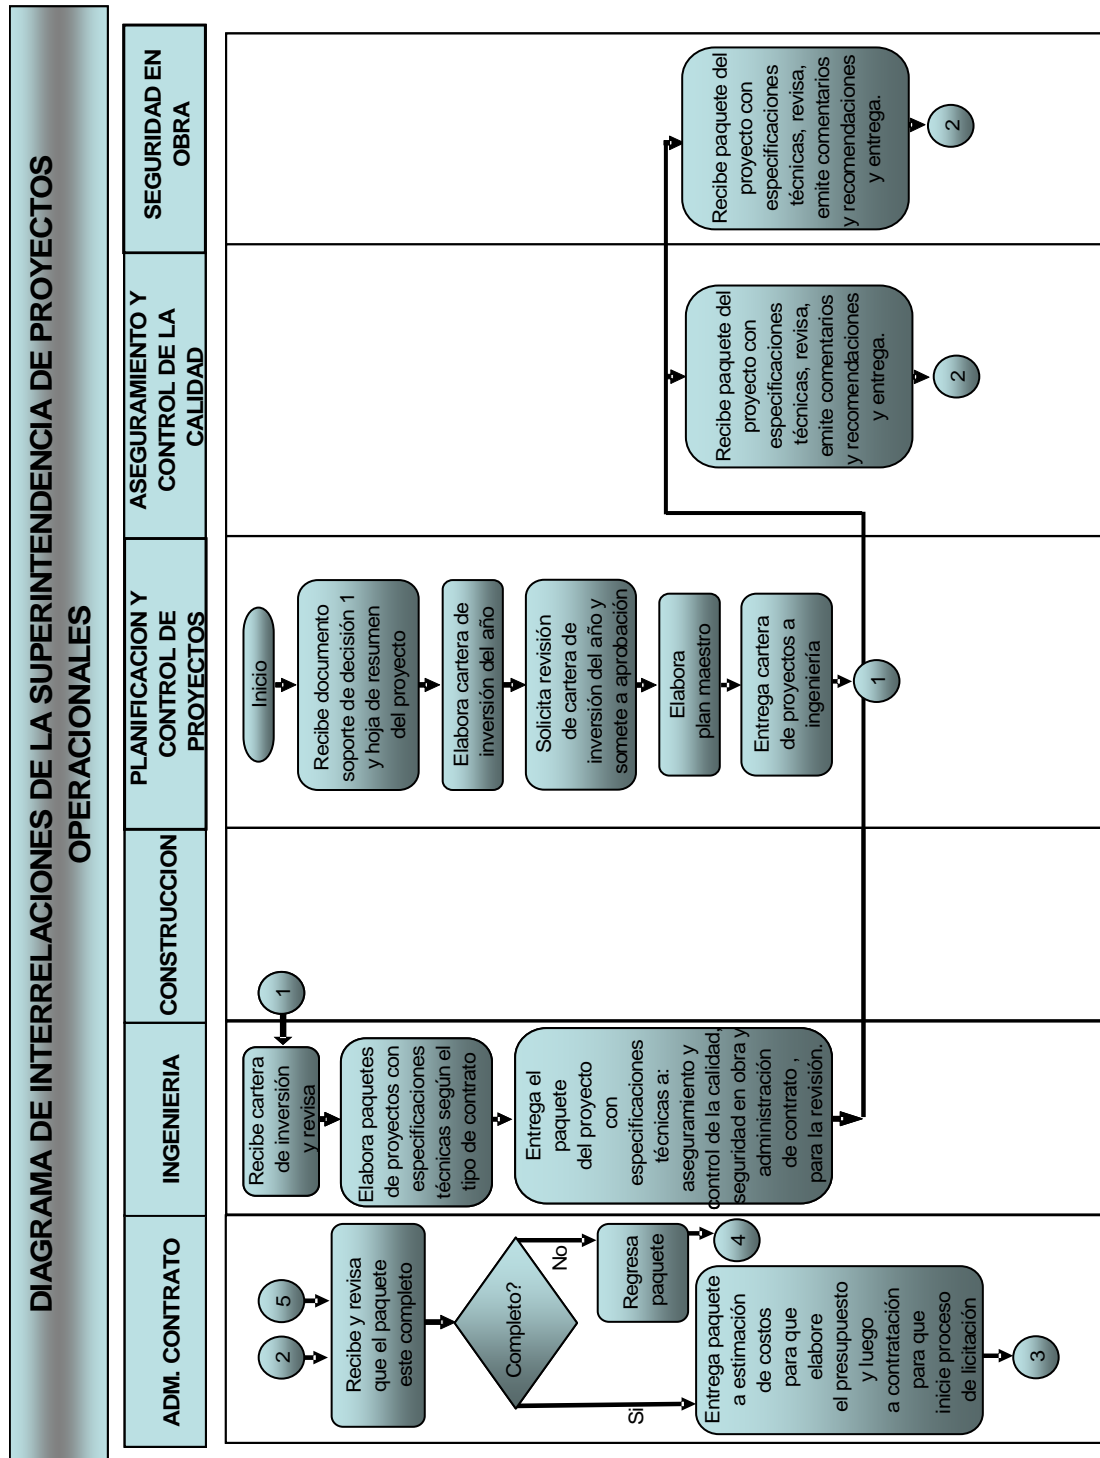 DIAGRAMA DE INTERRELACIONES DE LA SUPERINTENDENCIA DE PROYECTOS
OPERACIONALES
ADM. CONTRATO
INGENIERIA
CONSTRUCCION
PLANIFICACION Y
CONTROL DE
PROYECTOS
ASEGURAMIENTO Y
CONTROL DE LA
CALIDAD
SEGURIDAD EN
OBRA
2
5
Recibe y revisa
que el paquete
este completo
Completo?
No
Si
Regresa
paquete
4
Entrega paquete
a estimación
de costos
para que
elabore
el presupuesto
y luego
a contratación
para que
inicie proceso
de licitación
3
1
Recibe cartera
de inversión
y revisa
Elabora paquetes
de proyectos con
especificaciones
técnicas según el
tipo de contrato
Entrega el
paquete
del proyecto
con
especificaciones
técnicas a:
aseguramiento y
control de la calidad,
seguridad en obra y
administración
de contrato ,
para la revisión.
Inicio
Recibe documento
soporte de decisión 1
y hoja de resumen
del proyecto
Elabora cartera de
inversión del año
Solicita revisión
de cartera de
inversión del año y
somete a aprobación
Elabora
plan maestro
Entrega cartera
de proyectos a
ingeniería
1
Recibe paquete del
proyecto con
especificaciones
técnicas, revisa,
emite comentarios
y recomendaciones
y entrega.
2
Recibe paquete del
proyecto con
especificaciones
técnicas, revisa,
emite comentarios
y recomendaciones
y entrega.
2